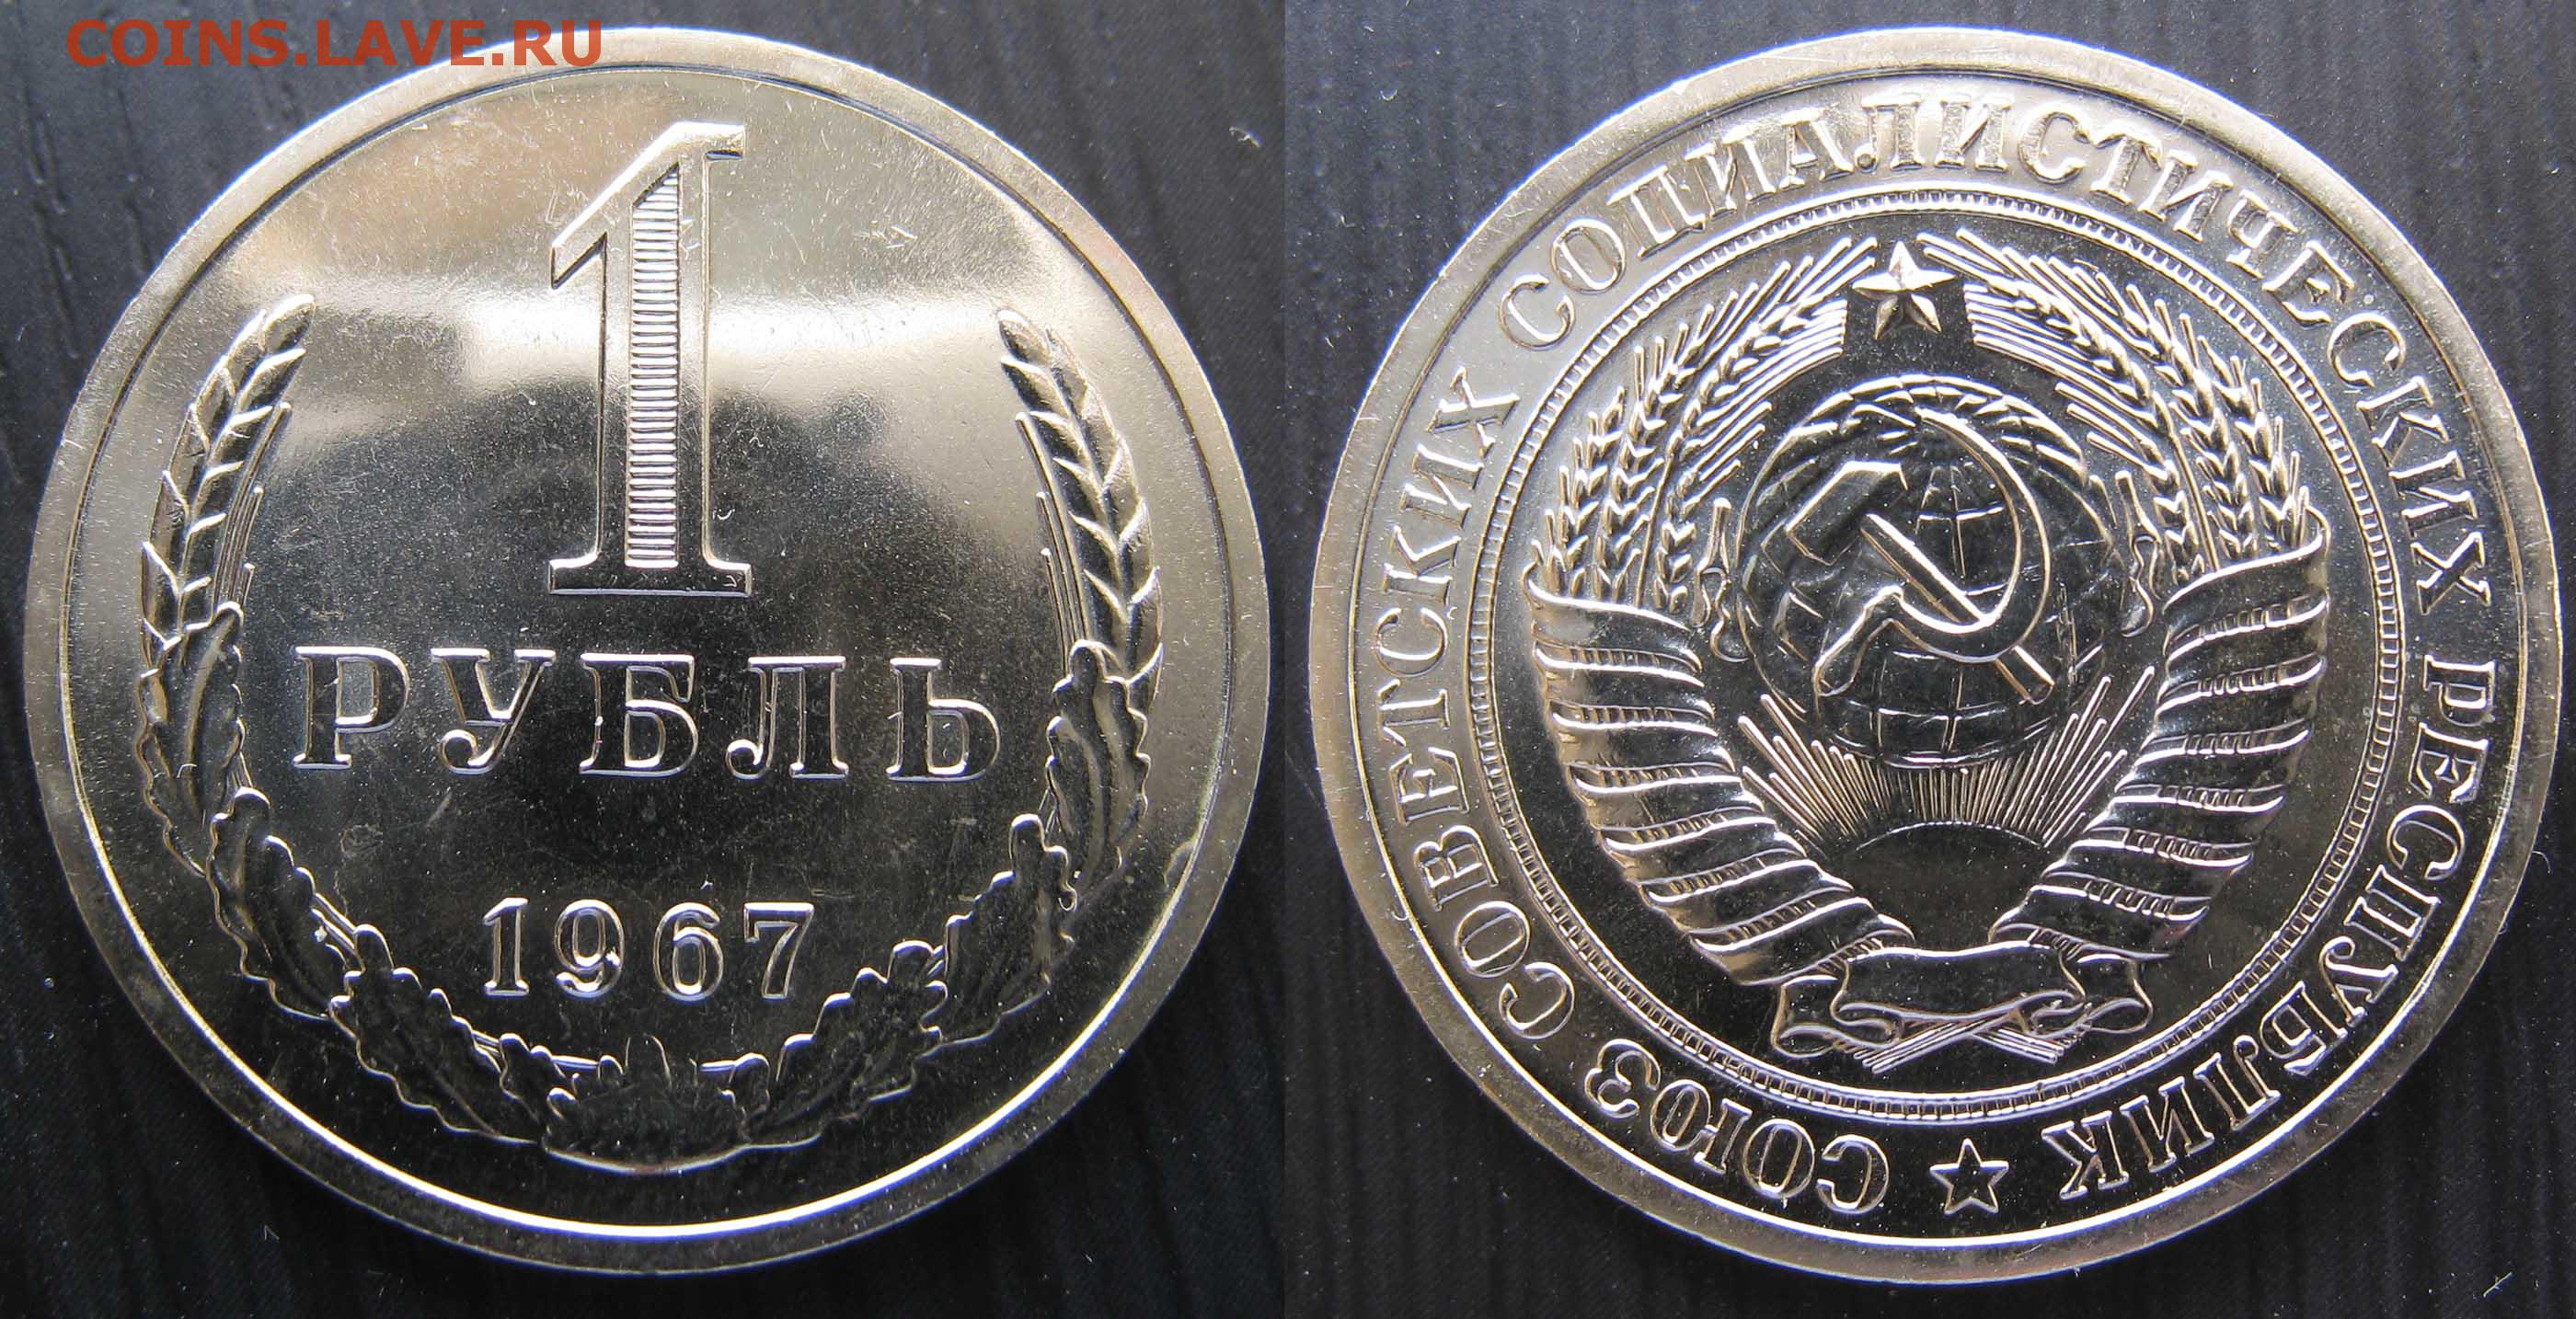 COINS.LAVE.RU
1
РУБЛЬ
1967
СОЮЗ СОВЕТСКИХ СОЦИАЛИСТИЧЕСКИХ РЕСПУБЛИК